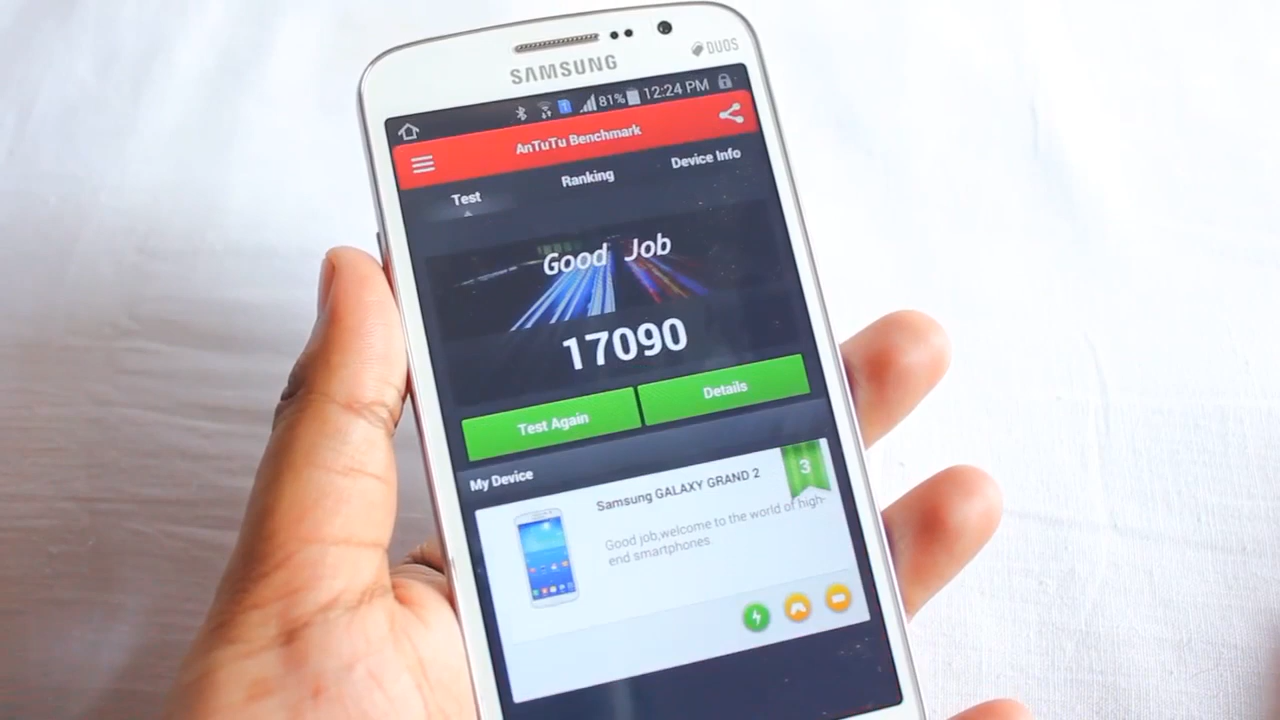 DUOS
SAMSUNG
1 81% 12:24 PM
AnTuTu Benchmark
Test Ranking Device Info
Good Job
17090
Test Again Details
My Device
3
Samsung GALAXY GRAND 2
Good job,welcome to the world of high-
end smartphones.